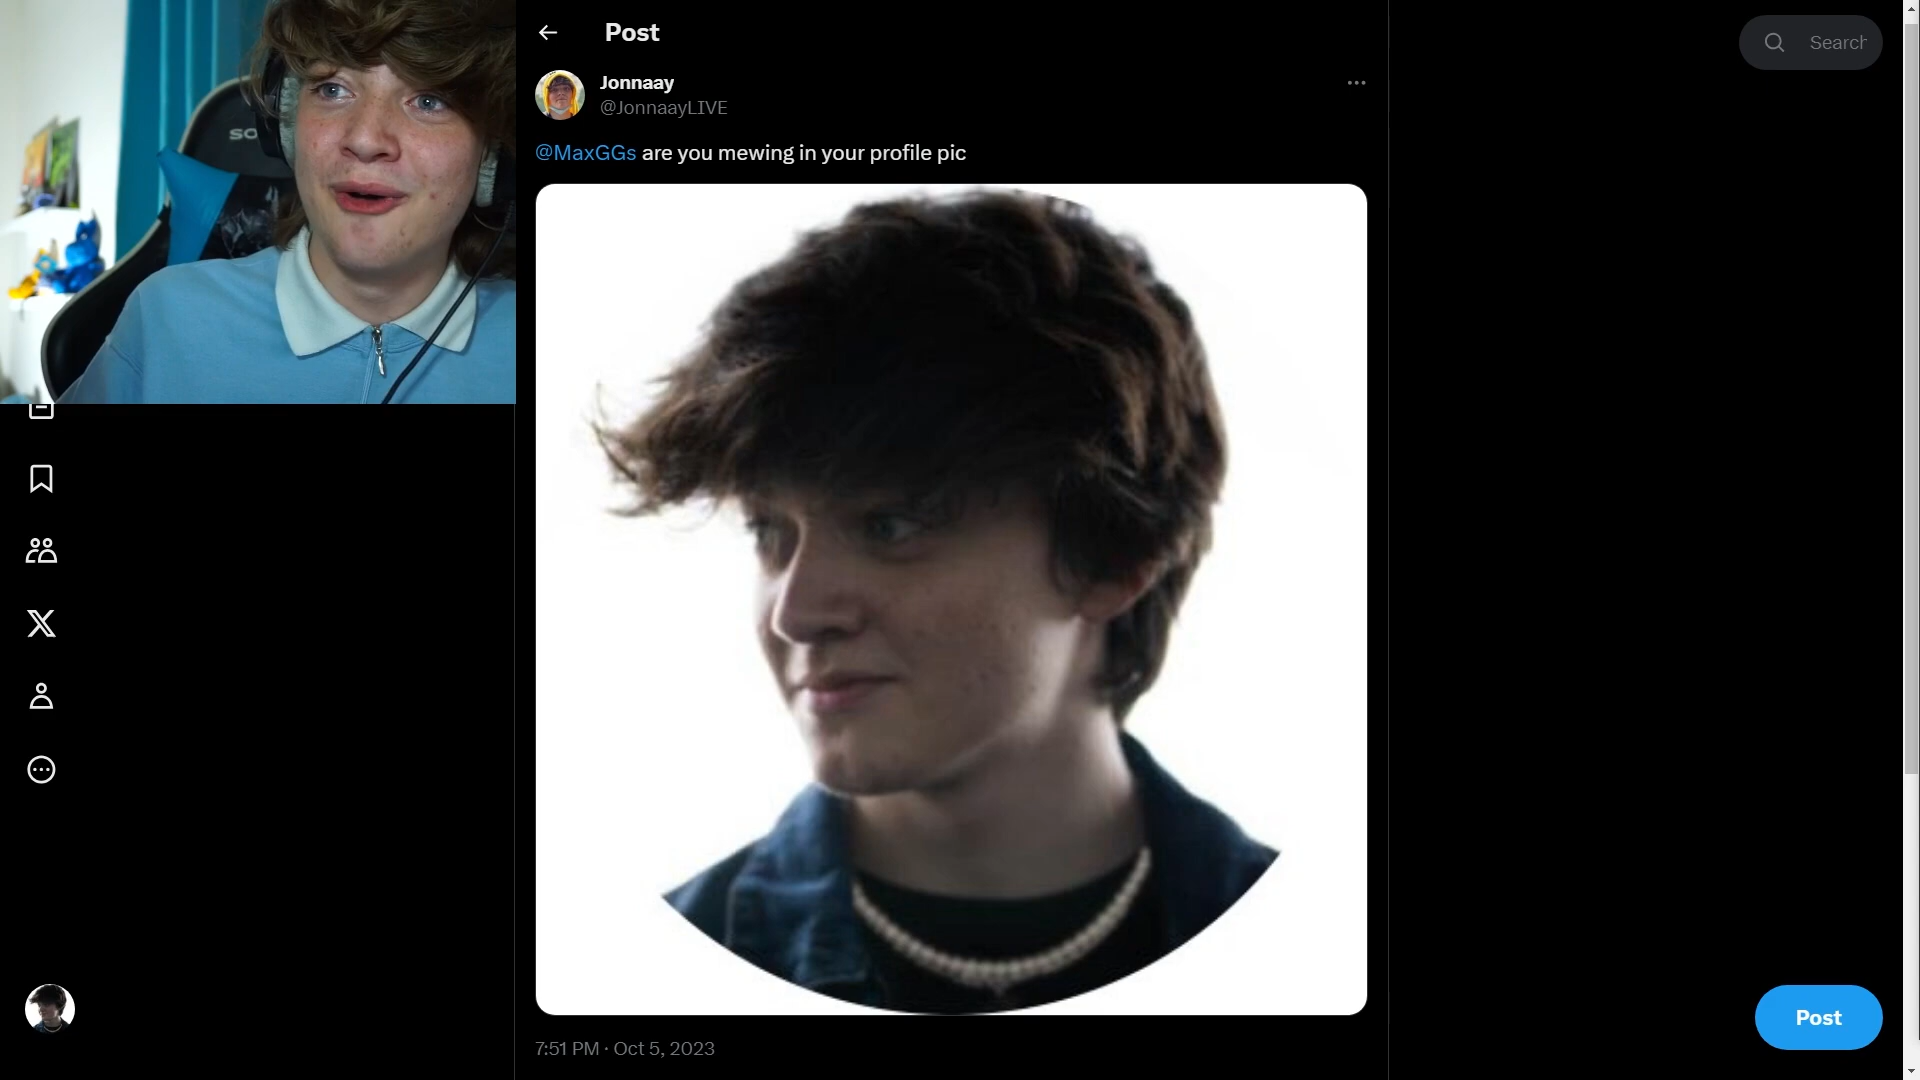 Post
Search
Jonnaay
@JonnaayLIVE
@MaxGGs are you mewing in your profile pic
7:51 PM · Oct 5, 2023
Post